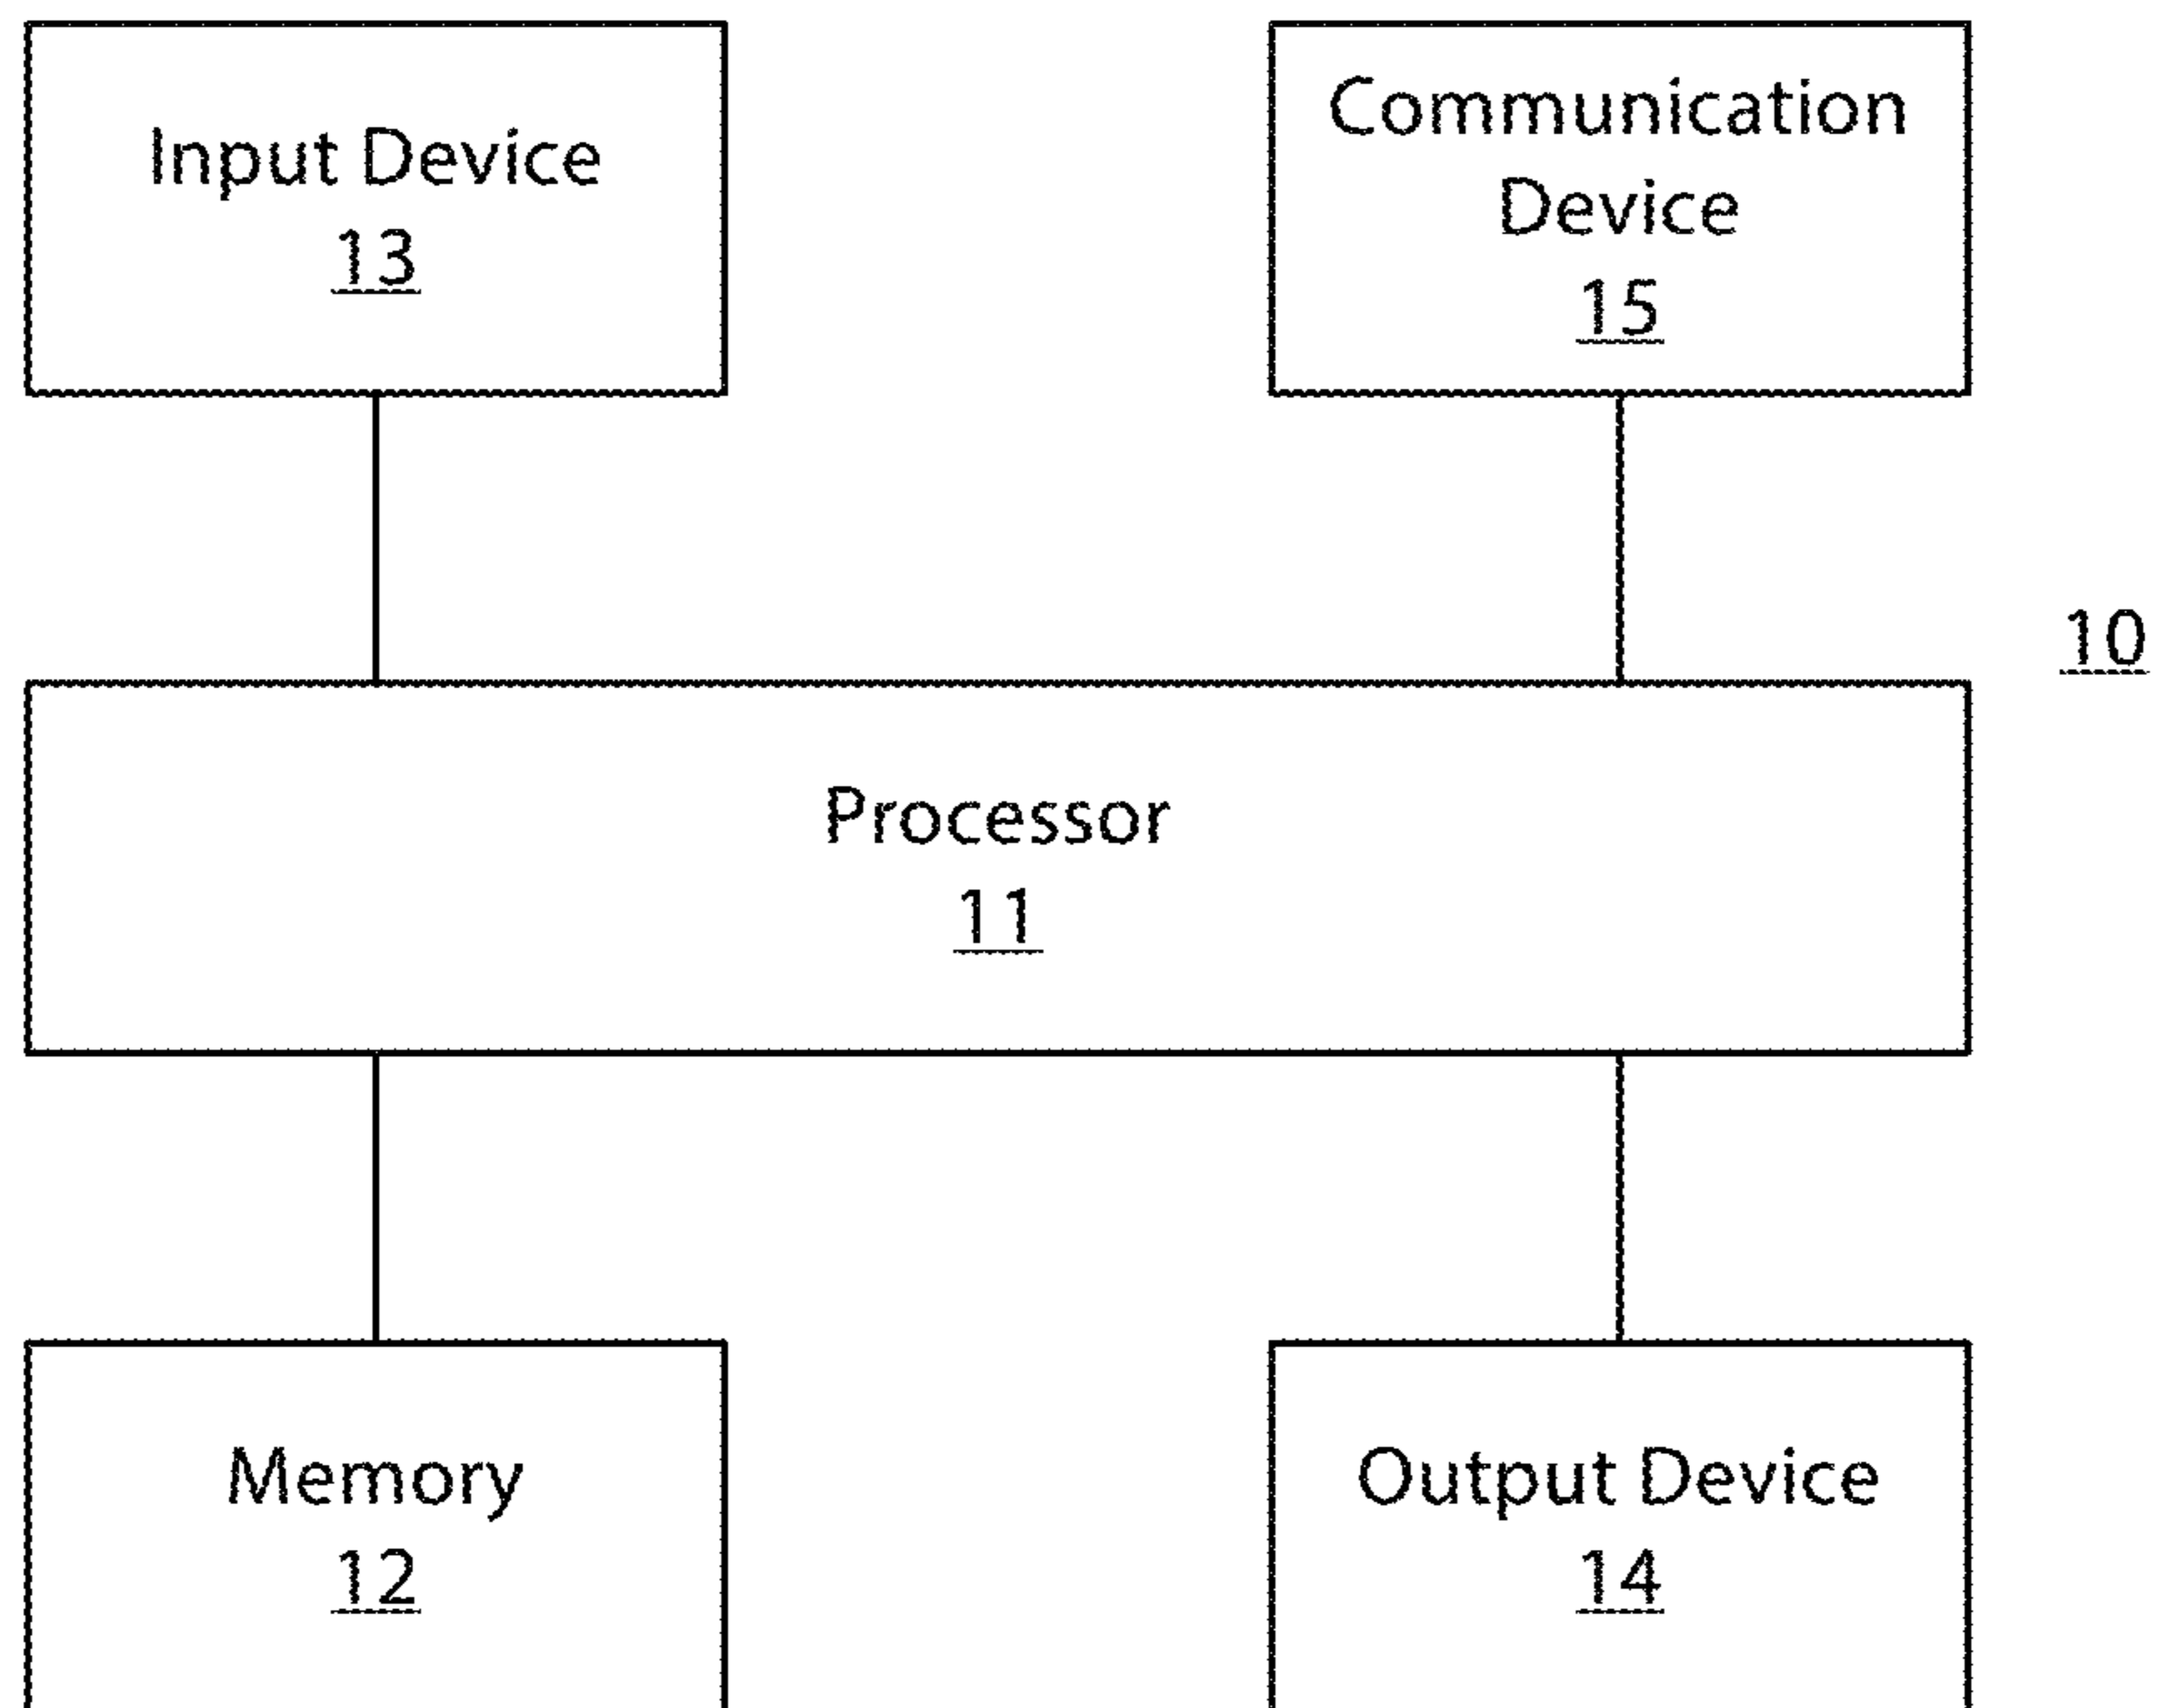 Input Device
13
Communication
Device
15
10
Processor
11
Memory
12
Output Device
14